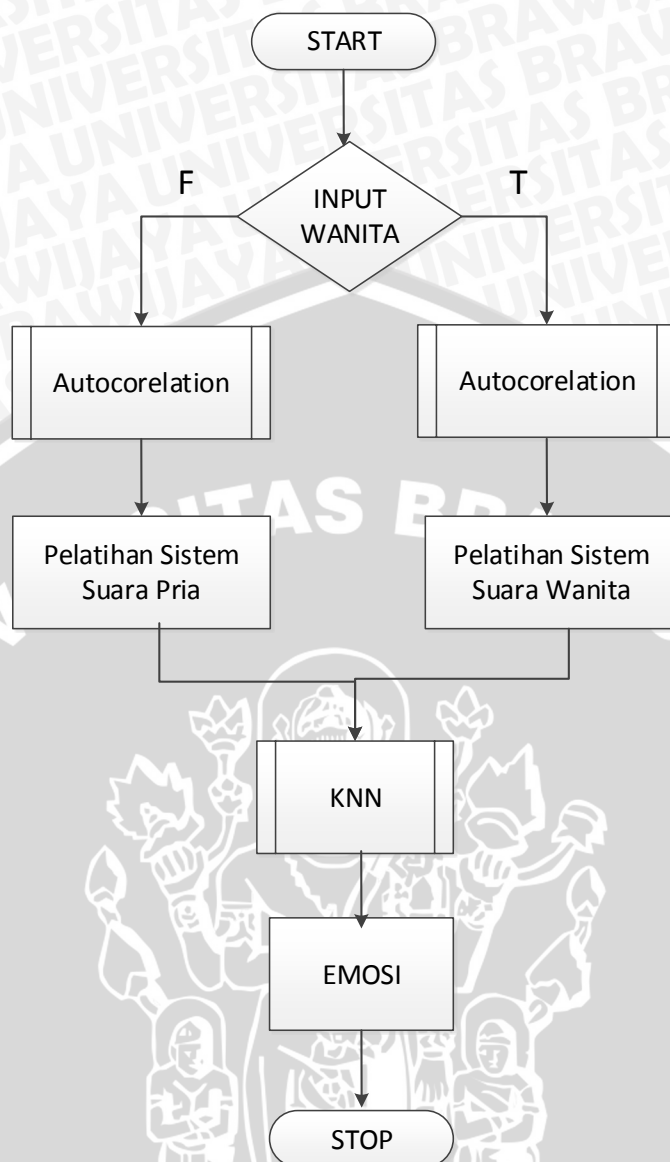 START
INPUT
WANITA
F
T
Autocorelation
Autocorelation
Pelatihan Sistem
Suara Pria
Pelatihan Sistem
Suara Wanita
KNN
EMOSI
STOP